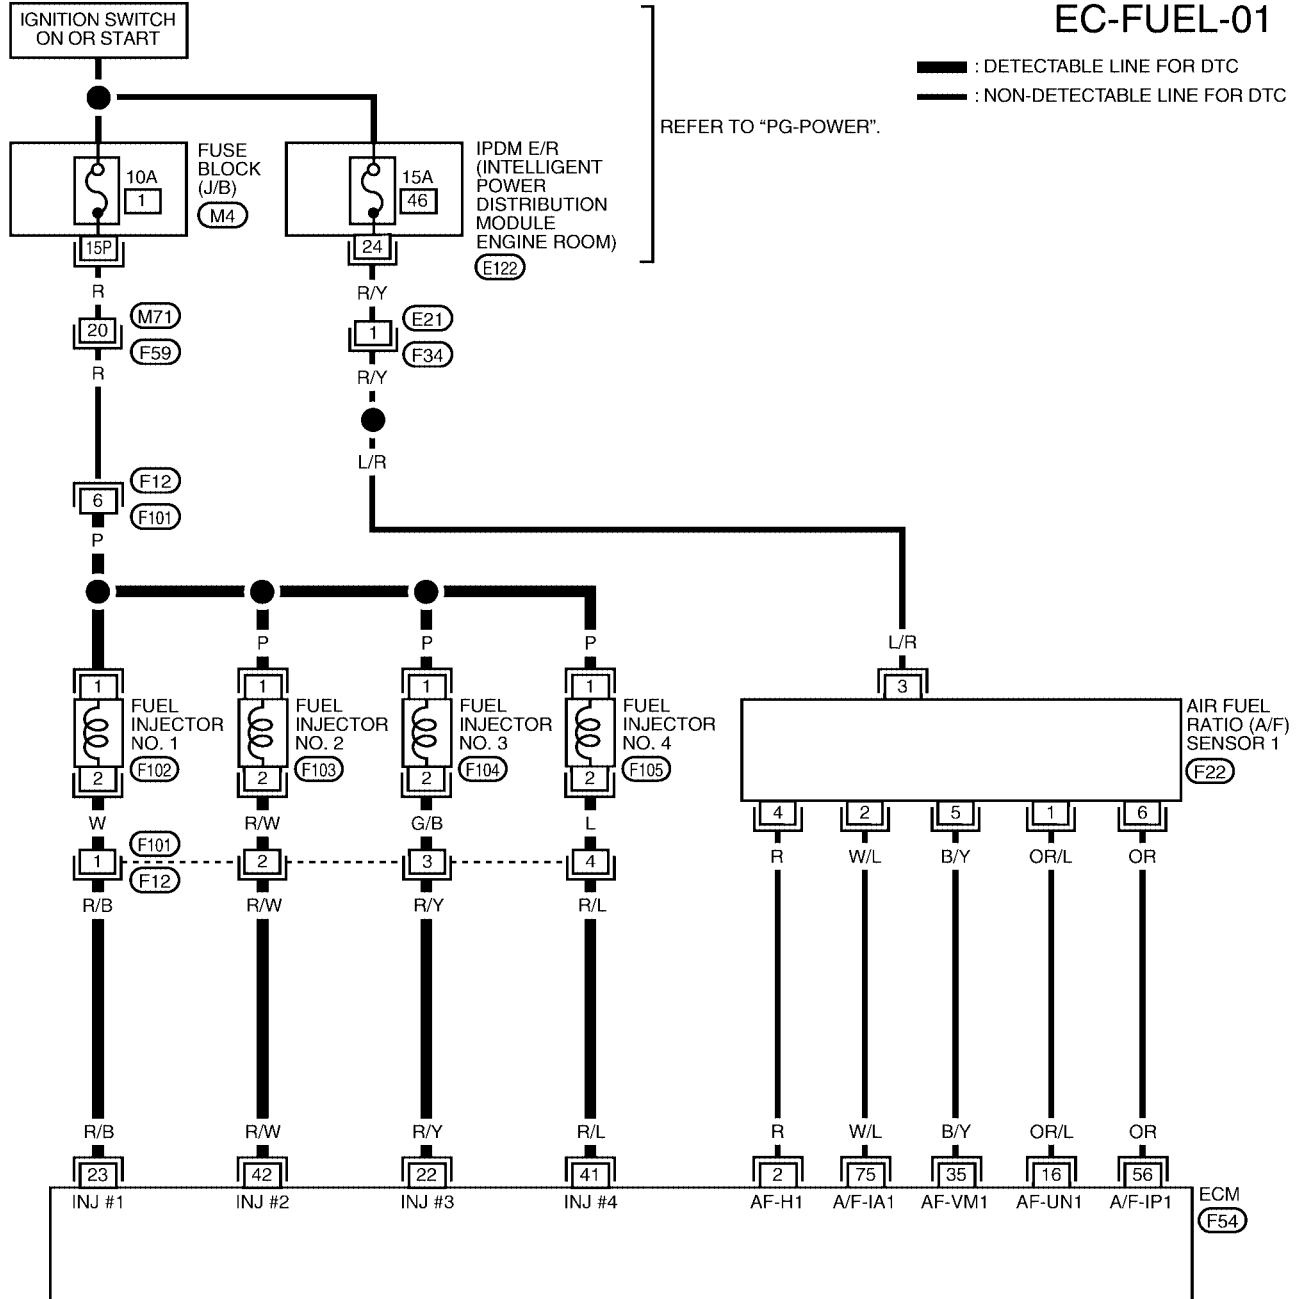 IGNITION SWITCH
ON OR START
EC-FUEL-01
: DETECTABLE LINE FOR DTC
: NON-DETECTABLE LINE FOR DTC
REFER TO “PG-POWER”.
10A
1
FUSE
BLOCK
(J/B)
M4
15A
46
IPDM E/R
(INTELLIGENT
POWER
DISTRIBUTION
MODULE
ENGINE ROOM)
E122
15P
24
R
R/Y
20
M71
F59
1
E21
F34
R
R/Y
L/R
6
F12
F101
P
P
P
P
L/R
1
1
1
1
3
FUEL
INJECTOR
NO. 1
F102
FUEL
INJECTOR
NO. 2
F103
FUEL
INJECTOR
NO. 3
F104
FUEL
INJECTOR
NO. 4
F105
AIR FUEL
RATIO (A/F)
SENSOR 1
F22
2
2
2
2
4
2
5
1
6
W
R/W
G/B
L
R
W/L
B/Y
OR/L
OR
1
F101
F12
2
3
4
R/B
R/W
R/Y
R/L
R/B
R/W
R/Y
R/L
R
W/L
B/Y
OR/L
OR
23
42
22
41
2
75
35
16
56
INJ #1
INJ #2
INJ #3
INJ #4
AF-H1
A/F-IA1
AF-VM1
AF-UN1
A/F-IP1
ECM
F54